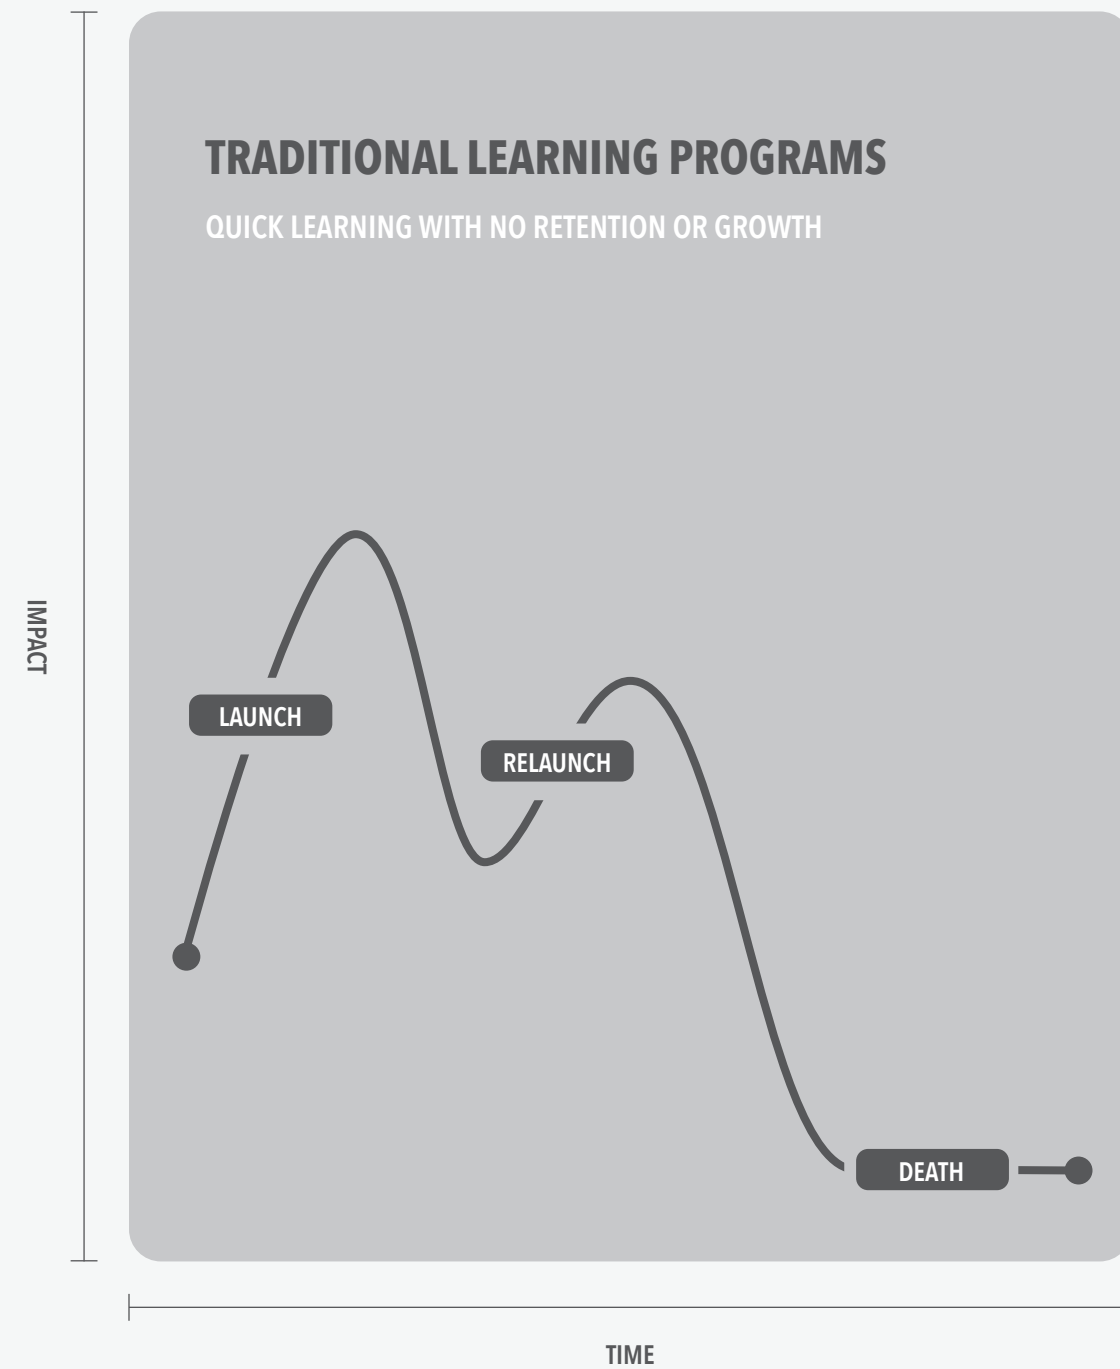 TRADITIONAL LEARNING PROGRAMS
QUICK LEARNING WITH NO RETENTION OR GROWTH
IMPACT
LAUNCH
RELAUNCH
DEATH
TIME